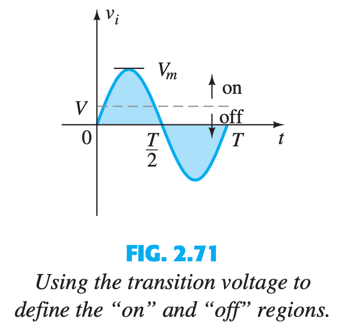 v_i
V_m
on
V
off
0
T/2
T
t
FIG. 2.71
Using the transition voltage to
define the “on” and “off” regions.